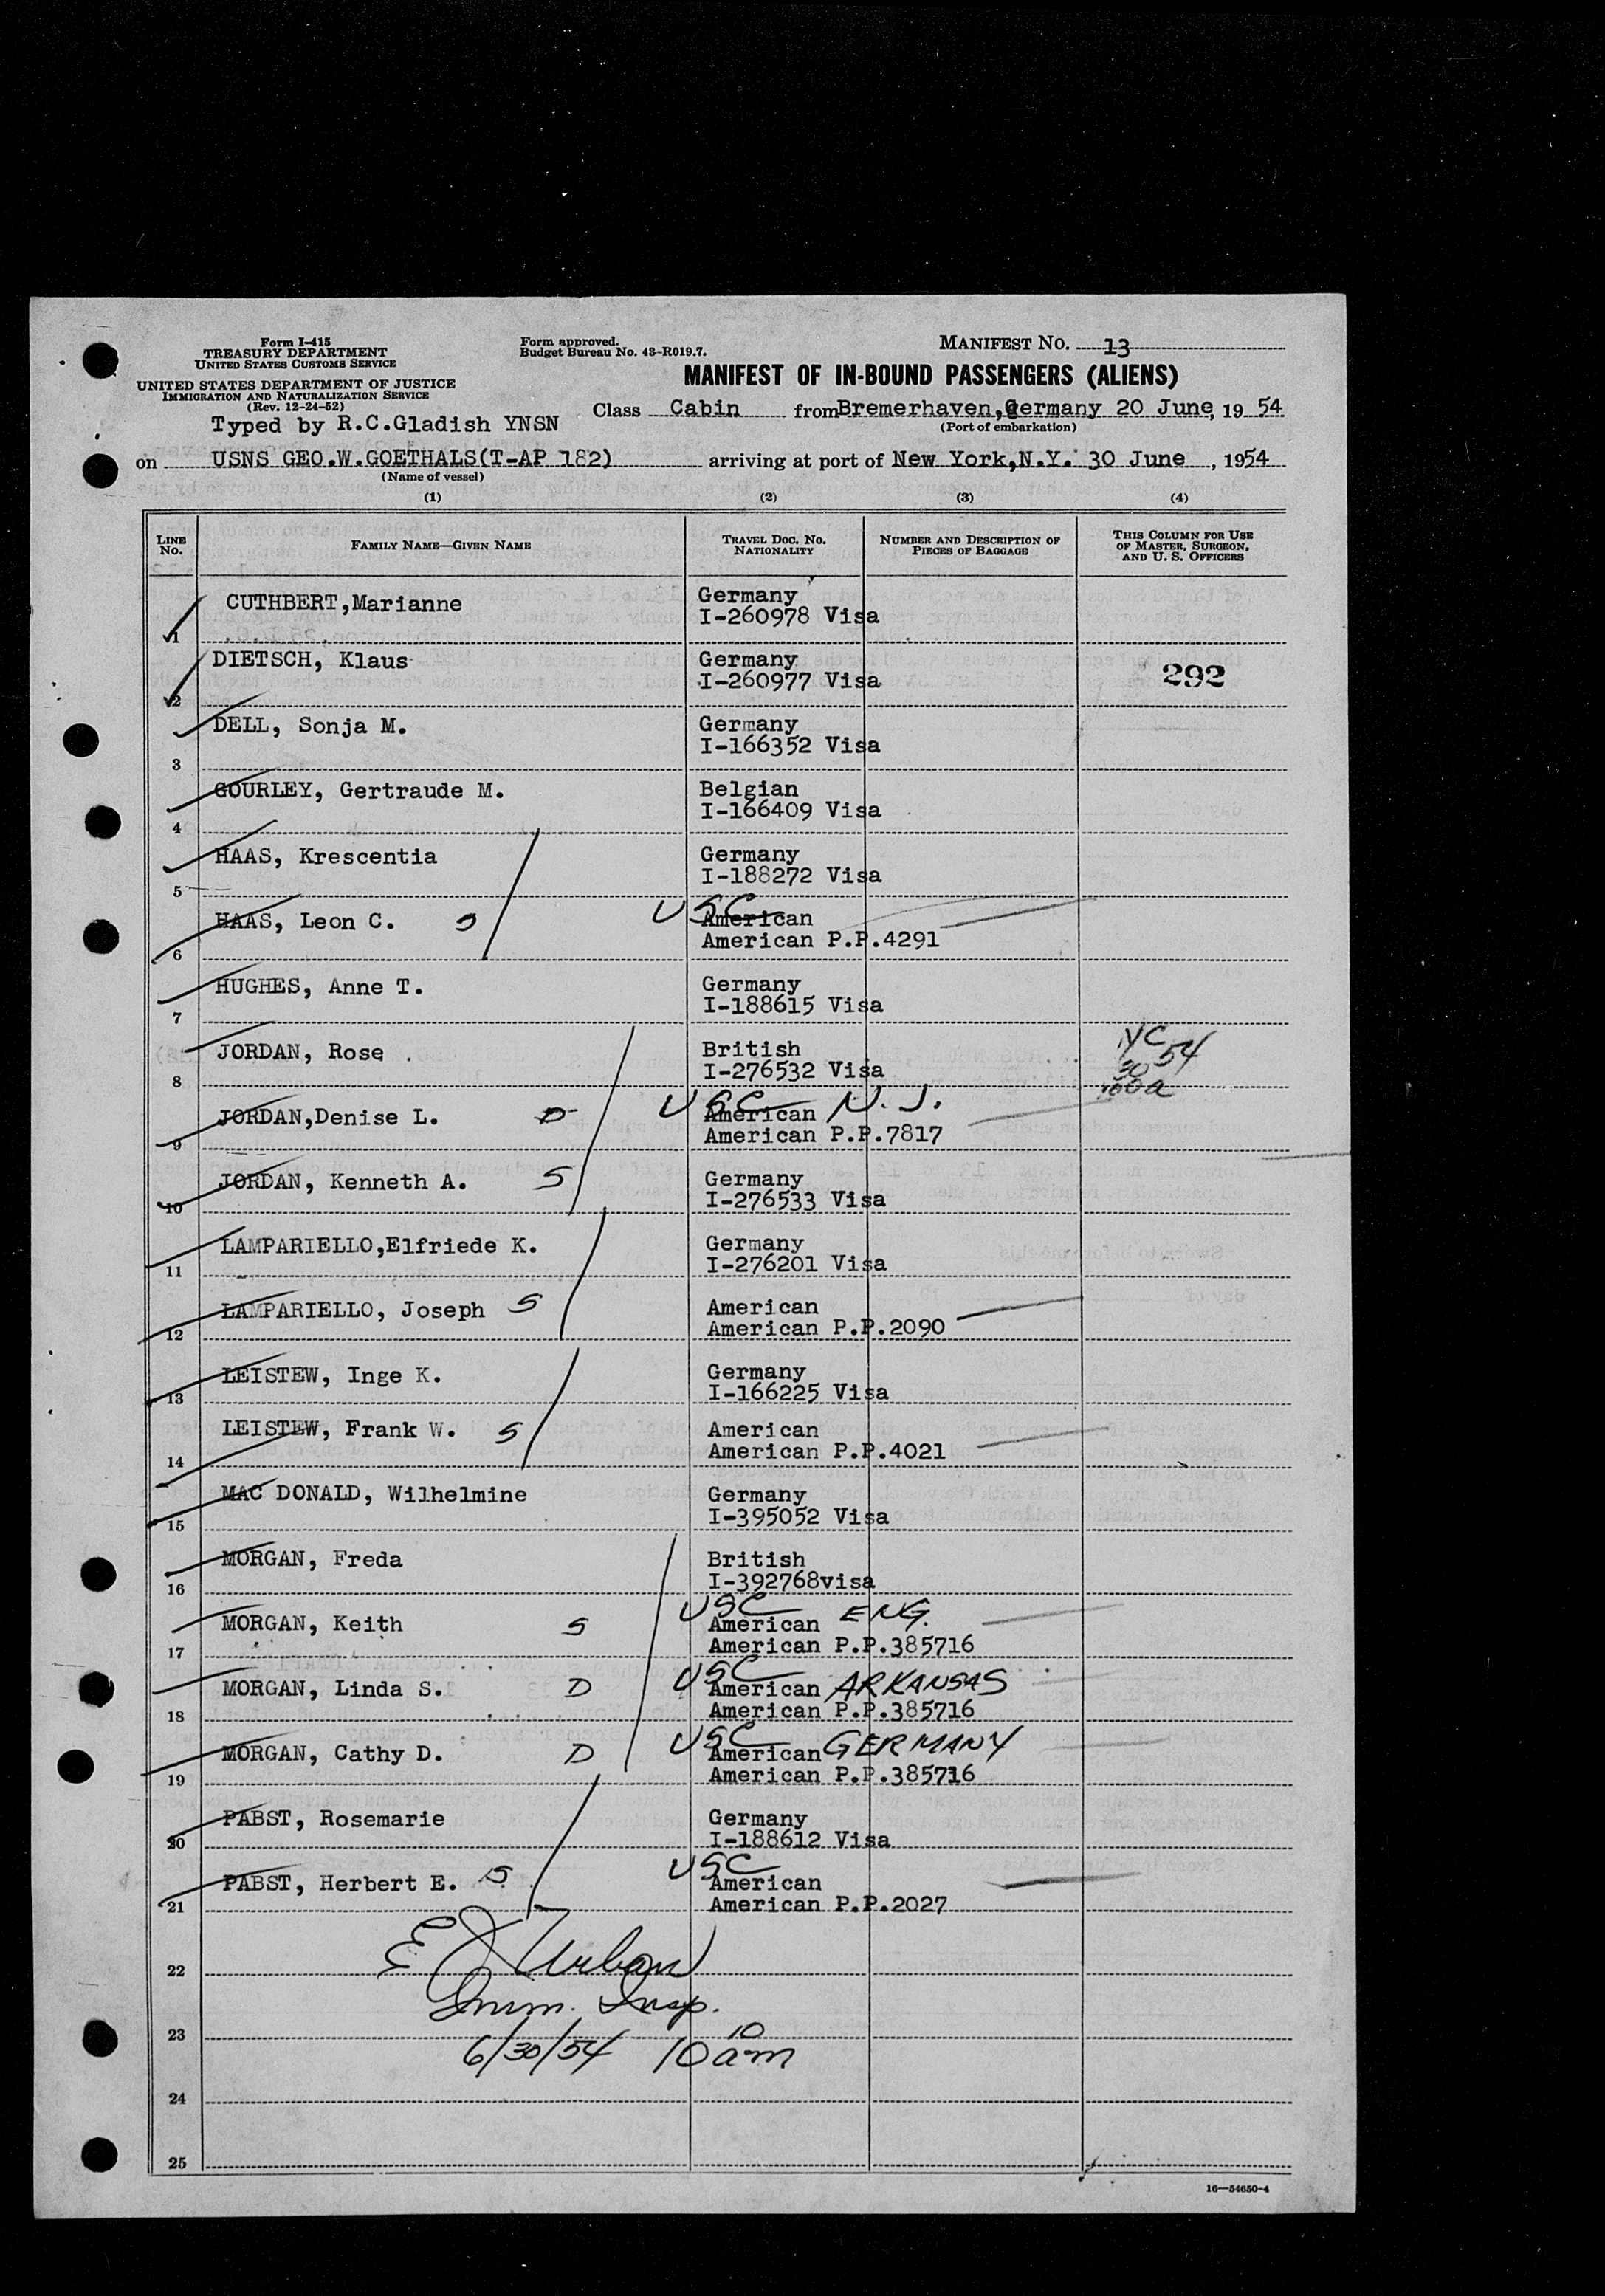 Form I-415
TREASURY DEPARTMENT
UNITED STATES CUSTOMS SERVICE
UNITED STATES DEPARTMENT OF JUSTICE
IMMIGRATION AND NATURALIZATION SERVICE
(Rev. 12-24-52)
Typed by R.C.Gladish YNSN
Form approved.
Budget Bureau No. 43-R019.7.
MANIFEST NO. 13
MANIFEST OF IN-BOUND PASSENGERS (ALIENS)
Class Cabin from Bremerhaven,Germany 20 June, 19 54
(Port of embarkation)
on USNS GEO.W.GOETHALS(T-AP 182) arriving at port of New York,N.Y. 30 June, 1954
(Name of vessel)
(1) (2) (3) (4)
LINE NO. FAMILY NAME—GIVEN NAME TRAVEL DOC. NO. NATIONALITY NUMBER AND DESCRIPTION OF PIECES OF BAGGAGE THIS COLUMN FOR USE OF MASTER, SURGEON, AND U. S. OFFICERS
CUTHBERT,Marianne Germany
1 I-260978 Visa
DIETSCH, Klaus Germany
2 I-260977 Visa 292
DELL, Sonja M. Germany
3 I-166352 Visa
GOURLEY, Gertraude M. Belgian
4 I-166409 Visa
HAAS, Krescentia Germany
5 I-188272 Visa
HAAS, Leon C. S USC American
6 American P.P.4291
HUGHES, Anne T. Germany
7 I-188615 Visa
JORDAN, Rose British NC 54
8 I-276532 Visa 30
JORDAN,Denise L. D USC American N.J.
9 American P.P.7817
JORDAN, Kenneth A. S Germany
10 I-276533 Visa
LAMPARIELLO,Elfriede K. Germany
11 I-276201 Visa
LAMPARIELLO, Joseph S American
12 American P.P.2090
LEISTEW, Inge K. Germany
13 I-166225 Visa
LEISTEW, Frank W. S American
14 American P.P.4021
MAC DONALD, Wilhelmine Germany
15 I-395052 Visa
MORGAN, Freda British
16 I-392768visa
MORGAN, Keith S USC American ENG.
17 American P.P.385716
MORGAN, Linda S. D USC American ARKANSAS
18 American P.P.385716
MORGAN, Cathy D. D USC American GERMANY
19 American P.P.385716
PABST, Rosemarie Germany
20 I-188612 Visa
PABST, Herbert E. S USC American
21 American P.P.2027
22 E J Urban
Imm. Insp.
23
6/30/54 10 10 am
24
25
16—54650-4